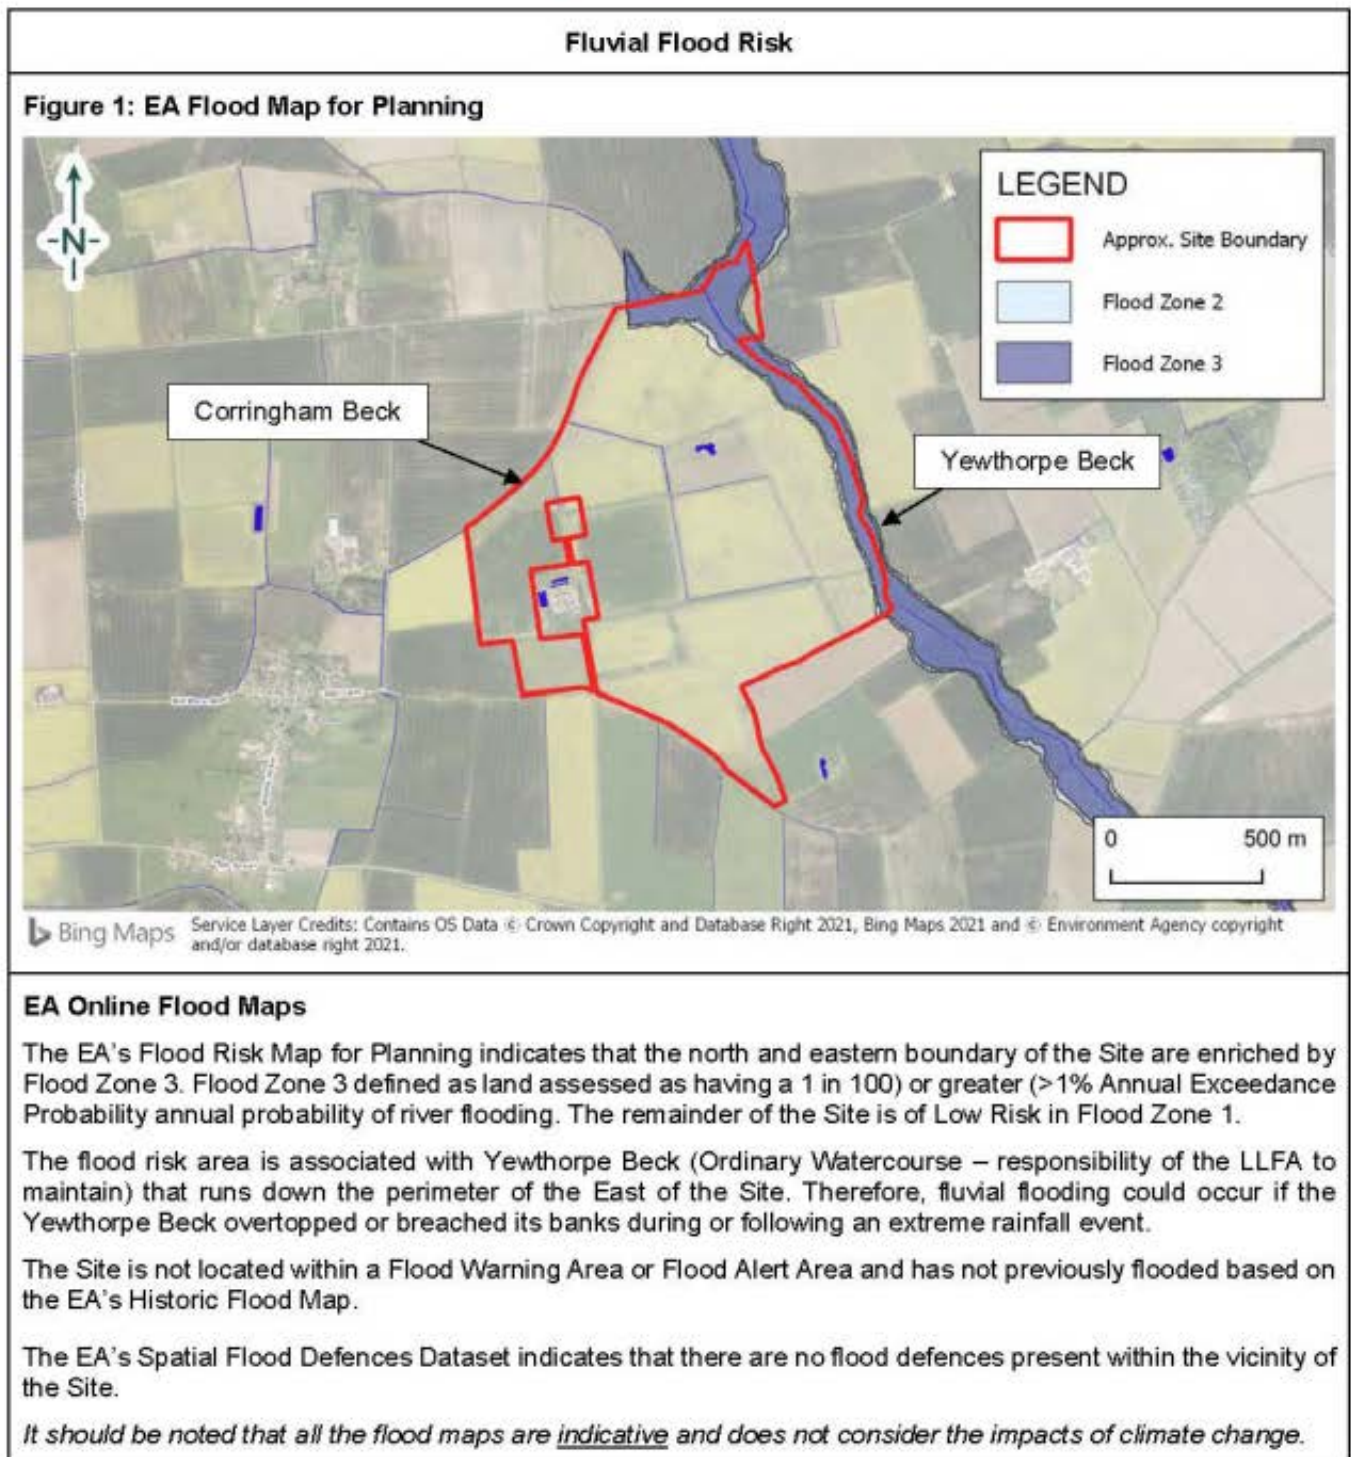 Fluvial Flood Risk
Figure 1: EA Flood Map for Planning
-N-
LEGEND
Approx. Site Boundary
Flood Zone 2
Flood Zone 3
Corringham Beck
Yewthorpe Beck
0 500 m
Bing Maps
Service Layer Credits: Contains OS Data © Crown Copyright and Database Right 2021, Bing Maps 2021 and © Environment Agency copyright
and/or database right 2021.
EA Online Flood Maps
The EA's Flood Risk Map for Planning indicates that the north and eastern boundary of the Site are enriched by
Flood Zone 3. Flood Zone 3 defined as land assessed as having a 1 in 100) or greater (>1% Annual Exceedance
Probability annual probability of river flooding. The remainder of the Site is of Low Risk in Flood Zone 1.
The flood risk area is associated with Yewthorpe Beck (Ordinary Watercourse – responsibility of the LLFA to
maintain) that runs down the perimeter of the East of the Site. Therefore, fluvial flooding could occur if the
Yewthorpe Beck overtopped or breached its banks during or following an extreme rainfall event.
The Site is not located within a Flood Warning Area or Flood Alert Area and has not previously flooded based on
the EA's Historic Flood Map.
The EA's Spatial Flood Defences Dataset indicates that there are no flood defences present within the vicinity of
the Site.
It should be noted that all the flood maps are indicative and does not consider the impacts of climate change.